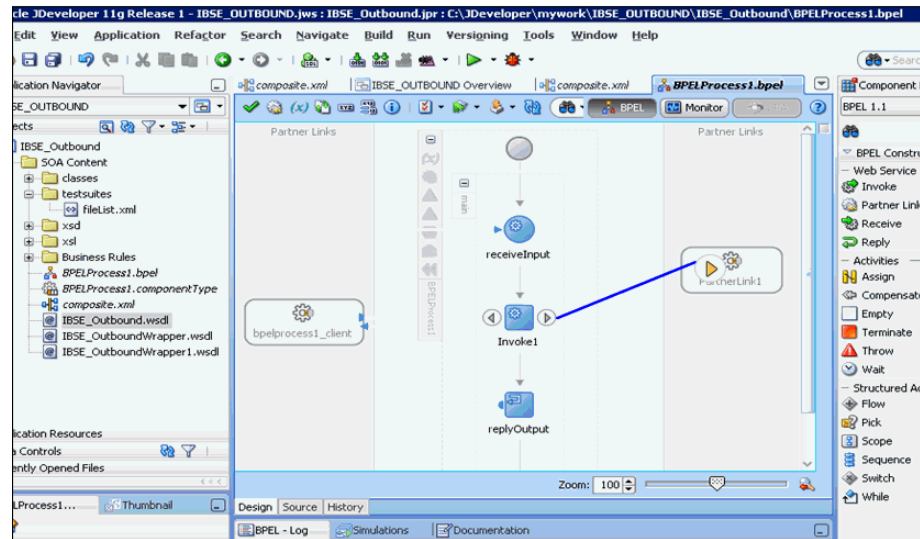 cle JDeveloper 11g Release 1 - IBSE_OUTBOUND.jws : IBSE_Outbound.jpr : C:\JDeveloper\mywork\IBSE_OUTBOUND\IBSE_Outbound\BPELProcess1.bpel
Edit View Application Refactor Search Navigate Build Run Versioning Tools Window Help
Search
lication Navigator
composite.xml
IBSE_OUTBOUND Overview
composite.xml
BPELProcess1.bpel
Component
SE_OUTBOUND
BPEL
Monitor
BPEL 1.1
ects
IBSE_Outbound
SOA Content
classes
testsuites
fileList.xml
xsd
xsl
Business Rules
BPELProcess1.bpel
BPELProcess1.componentType
composite.xml
IBSE_Outbound.wsdl
IBSE_OutboundWrapper.wsdl
IBSE_OutboundWrapper1.wsdl
lication Resources
a Controls
ently Opened Files
LProcess1...
Thumbnail
Partner Links
Partner Links
main
receiveInput
PartnerLink1
BPELProcess1
bpelprocess1_client
Invoke1
replyOutput
Zoom: 100
Design Source History
BPEL - Log
Simulations
Documentation
BPEL Constru
Web Service
Invoke
Partner Link
Receive
Reply
Activities
Assign
Compensat
Empty
Terminate
Throw
Wait
Structured Ac
Flow
Pick
Scope
Sequence
Switch
While